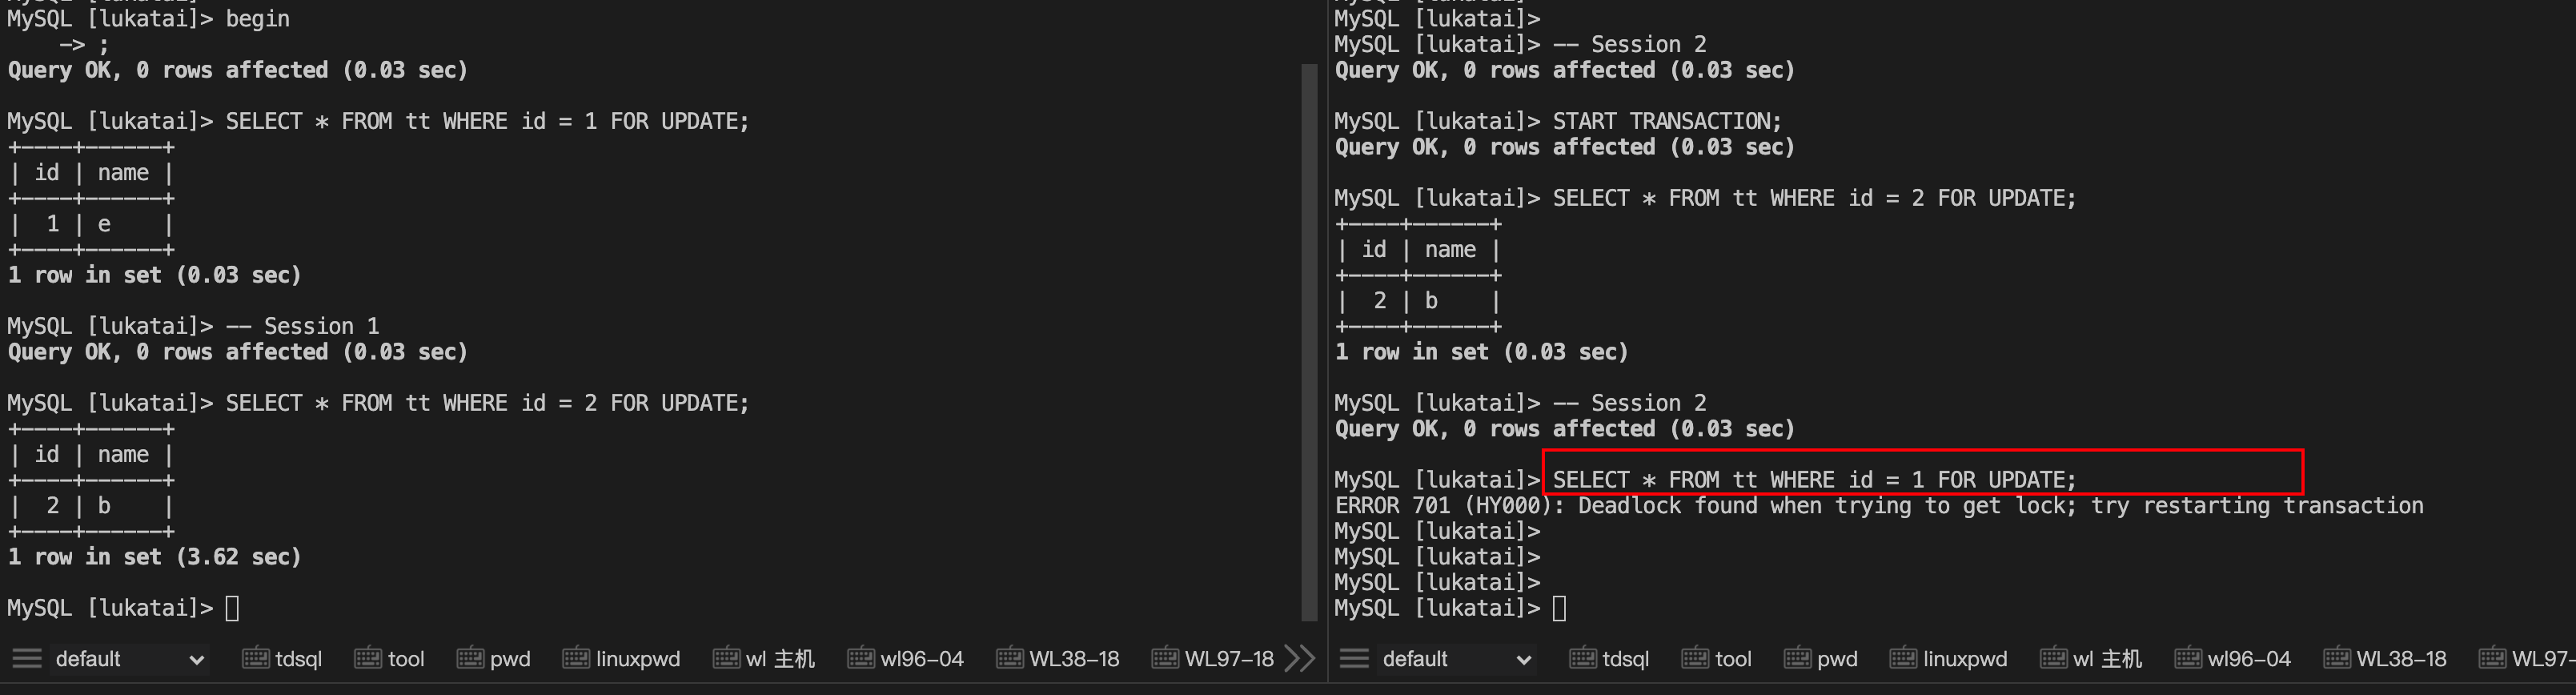 MySQL [lukatai]> begin
    -> ;
Query OK, 0 rows affected (0.03 sec)
MySQL [lukatai]> SELECT * FROM tt WHERE id = 1 FOR UPDATE;
+----+------+
| id | name |
+----+------+
|  1 | e    |
+----+------+
1 row in set (0.03 sec)
MySQL [lukatai]> -- Session 1
Query OK, 0 rows affected (0.03 sec)
MySQL [lukatai]> SELECT * FROM tt WHERE id = 2 FOR UPDATE;
+----+------+
| id | name |
+----+------+
|  2 | b    |
+----+------+
1 row in set (3.62 sec)
MySQL [lukatai]>
default tdsql tool pwd linuxpwd wl 主机 wl96-04 WL38-18 WL97-18
MySQL [lukatai]>
MySQL [lukatai]> -- Session 2
Query OK, 0 rows affected (0.03 sec)
MySQL [lukatai]> START TRANSACTION;
Query OK, 0 rows affected (0.03 sec)
MySQL [lukatai]> SELECT * FROM tt WHERE id = 2 FOR UPDATE;
+----+------+
| id | name |
+----+------+
|  2 | b    |
+----+------+
1 row in set (0.03 sec)
MySQL [lukatai]> -- Session 2
Query OK, 0 rows affected (0.03 sec)
MySQL [lukatai]> SELECT * FROM tt WHERE id = 1 FOR UPDATE;
ERROR 701 (HY000): Deadlock found when trying to get lock; try restarting transaction
MySQL [lukatai]>
MySQL [lukatai]>
MySQL [lukatai]>
MySQL [lukatai]>
default tdsql tool pwd linuxpwd wl 主机 wl96-04 WL38-18 WL97-